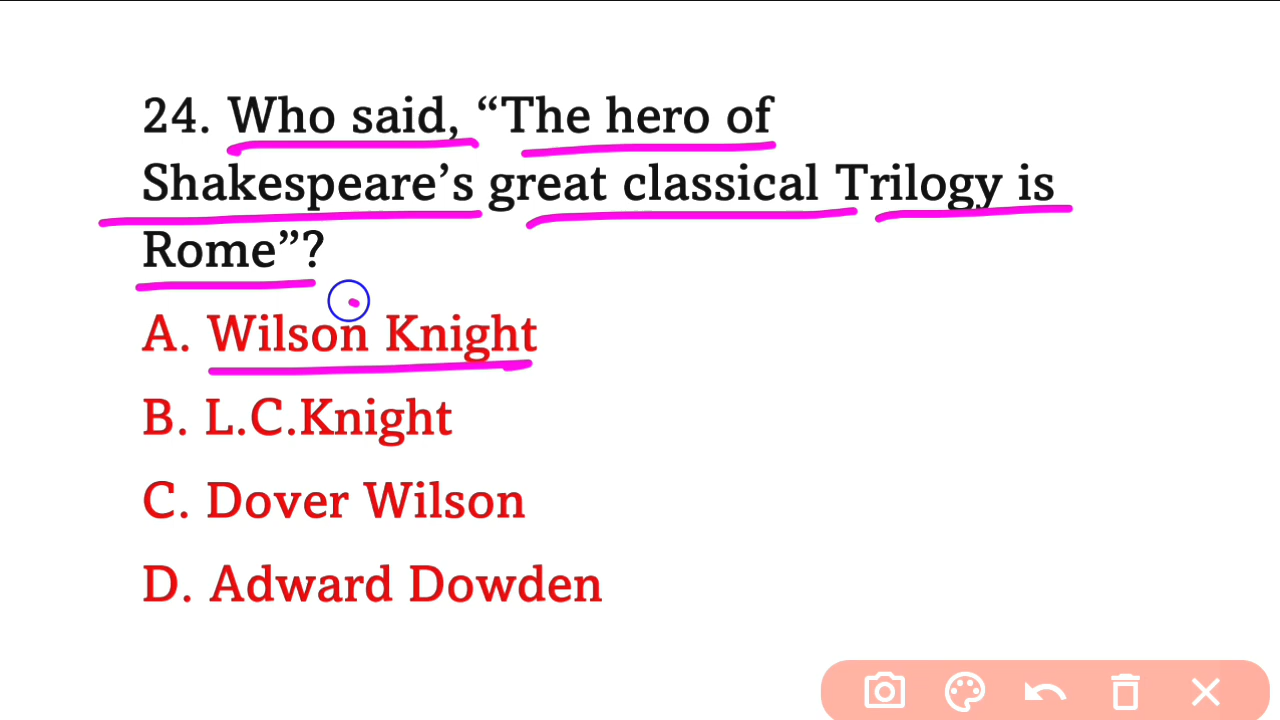 24. Who said, “The hero of
Shakespeare’s great classical Trilogy is
Rome”?
A. Wilson Knight
B. L.C.Knight
C. Dover Wilson
D. Adward Dowden